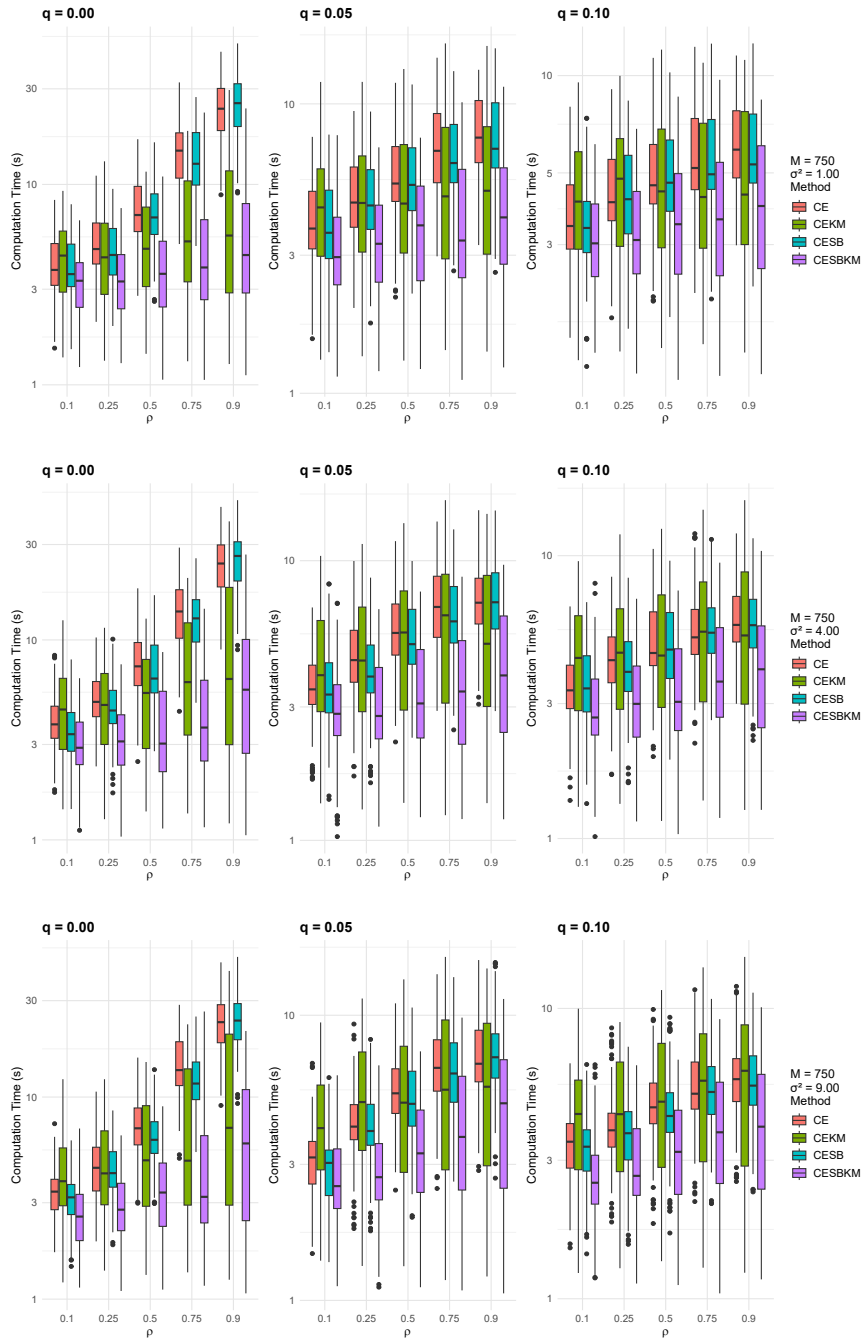 q = 0.00
q = 0.05
q = 0.10
Computation Time (s)
30
10
3
1
0.1 0.25 0.5 0.75 0.9
ρ
Computation Time (s)
10
3
1
0.1 0.25 0.5 0.75 0.9
ρ
Computation Time (s)
10
5
3
0.1 0.25 0.5 0.75 0.9
ρ
M = 750
σ² = 1.00
Method
CE
CEKM
CESB
CESBKM
q = 0.00
q = 0.05
q = 0.10
Computation Time (s)
30
10
3
1
0.1 0.25 0.5 0.75 0.9
ρ
Computation Time (s)
10
3
1
0.1 0.25 0.5 0.75 0.9
ρ
Computation Time (s)
10
3
1
0.1 0.25 0.5 0.75 0.9
ρ
M = 750
σ² = 4.00
Method
CE
CEKM
CESB
CESBKM
q = 0.00
q = 0.05
q = 0.10
Computation Time (s)
30
10
3
1
0.1 0.25 0.5 0.75 0.9
ρ
Computation Time (s)
10
3
1
0.1 0.25 0.5 0.75 0.9
ρ
Computation Time (s)
10
3
1
0.1 0.25 0.5 0.75 0.9
ρ
M = 750
σ² = 9.00
Method
CE
CEKM
CESB
CESBKM